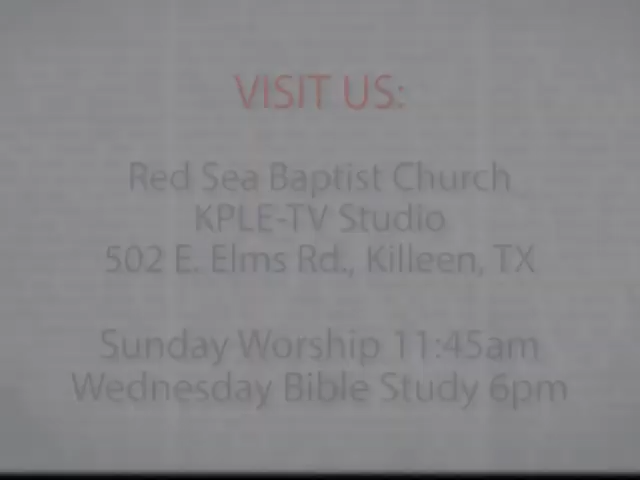 VISIT US:
Red Sea Baptist Church
KPLE-TV Studio
502 E. Elms Rd., Killeen, TX
Sunday Worship 11:45am
Wednesday Bible Study 6pm